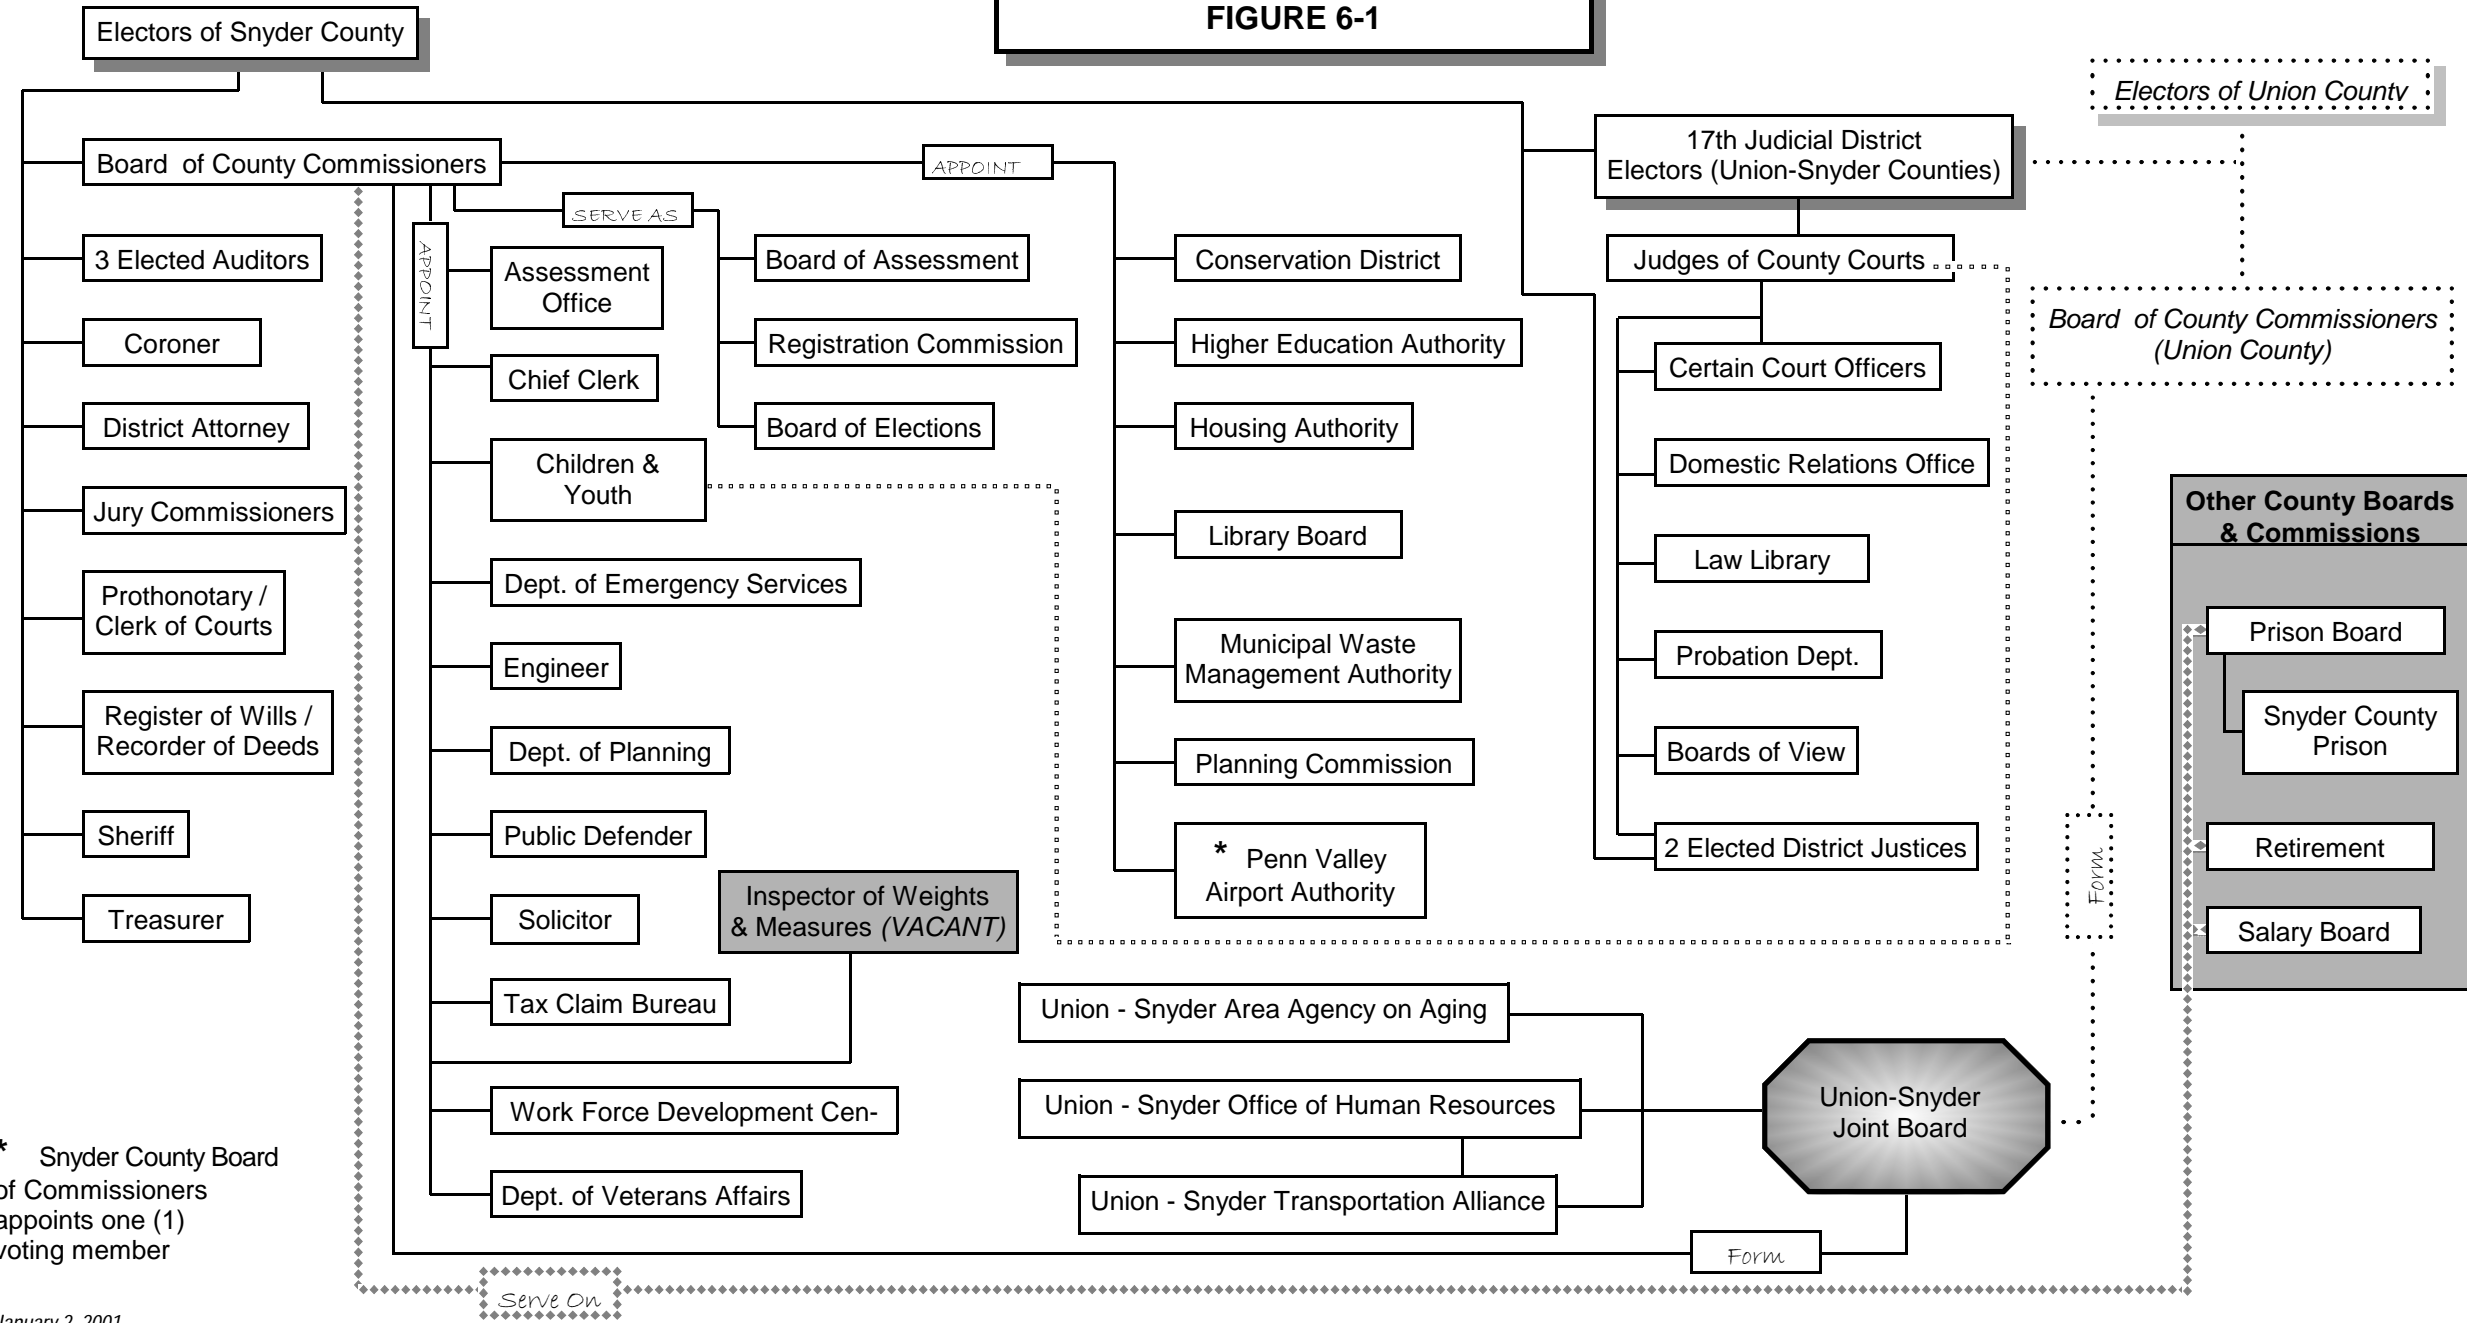 FIGURE 6-1
Electors of Snyder County
Electors of Union County
Board of County Commissioners
APPOINT
17th Judicial District
Electors (Union-Snyder Counties)
SERVE AS
APPOINT
3 Elected Auditors
Coroner
District Attorney
Jury Commissioners
Prothonotary /
Clerk of Courts
Register of Wills /
Recorder of Deeds
Sheriff
Treasurer
Assessment
Office
Chief Clerk
Children &
Youth
Dept. of Emergency Services
Engineer
Dept. of Planning
Public Defender
Solicitor
Inspector of Weights
& Measures (VACANT)
Tax Claim Bureau
Work Force Development Cen-
Dept. of Veterans Affairs
Board of Assessment
Registration Commission
Board of Elections
Conservation District
Higher Education Authority
Housing Authority
Library Board
Municipal Waste
Management Authority
Planning Commission
* Penn Valley
Airport Authority
Judges of County Courts
Certain Court Officers
Domestic Relations Office
Law Library
Probation Dept.
Boards of View
2 Elected District Justices
Board of County Commissioners
(Union County)
Form
Other County Boards
& Commissions
Prison Board
Snyder County
Prison
Retirement
Salary Board
Union - Snyder Area Agency on Aging
Union - Snyder Office of Human Resources
Union - Snyder Transportation Alliance
Union-Snyder
Joint Board
Form
Serve On
* Snyder County Board
of Commissioners
appoints one (1)
voting member
January 2, 2001